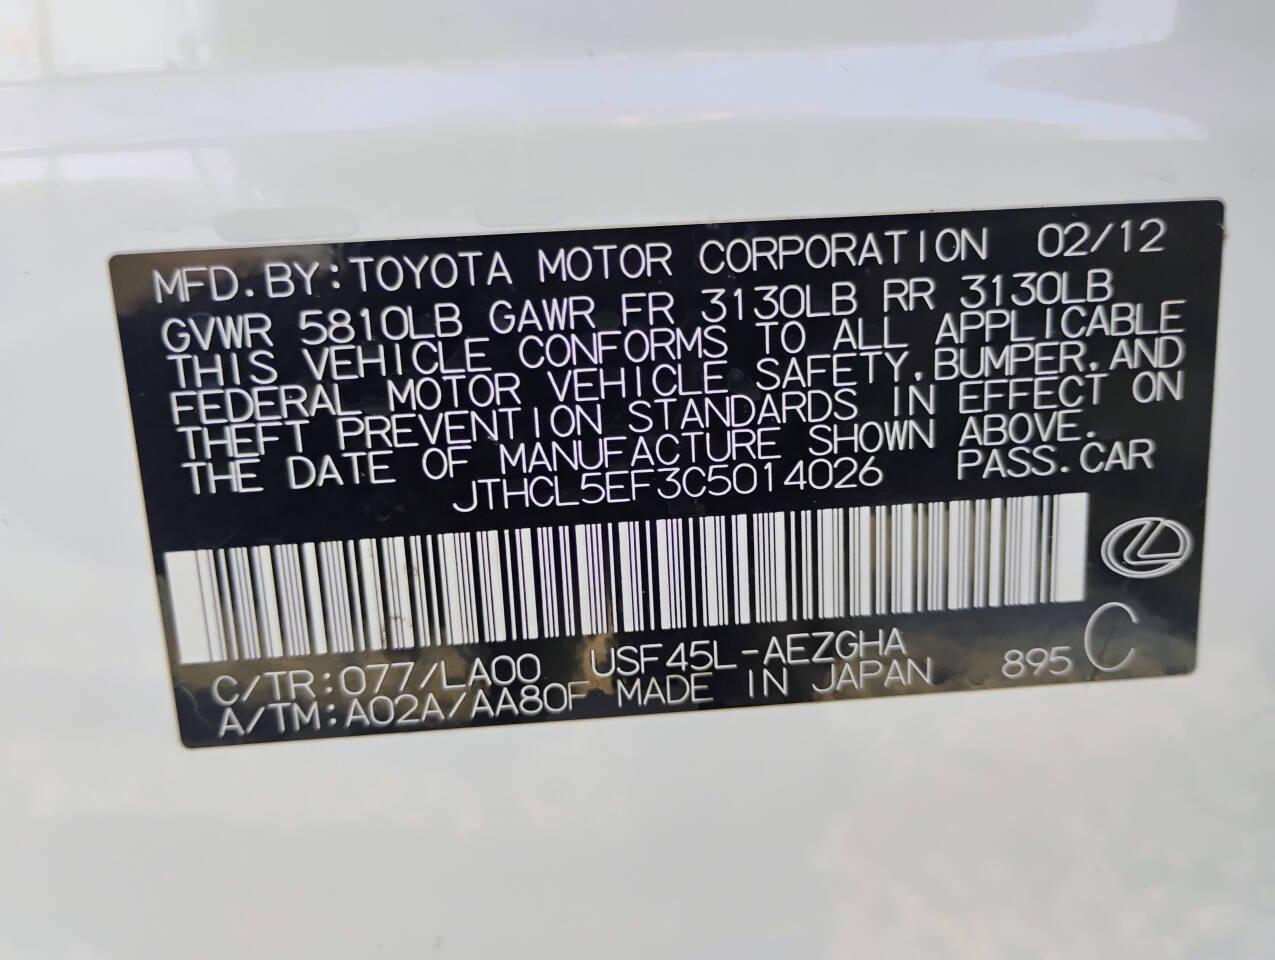 MFD.BY:TOYOTA MOTOR CORPORATION 02/12
GVWR 5810LB GAWR FR 3130LB RR 3130LB
THIS VEHICLE CONFORMS TO ALL APPLICABLE
FEDERAL MOTOR VEHICLE SAFETY,BUMPER,AND
THEFT PREVENTION STANDARDS IN EFFECT ON
THE DATE OF MANUFACTURE SHOWN ABOVE.
JTHCL5EF3C5014026 PASS.CAR
C/TR:077/LA00 USF45L-AEZGHA
A/TM:A02A/AA80F MADE IN JAPAN 895 C